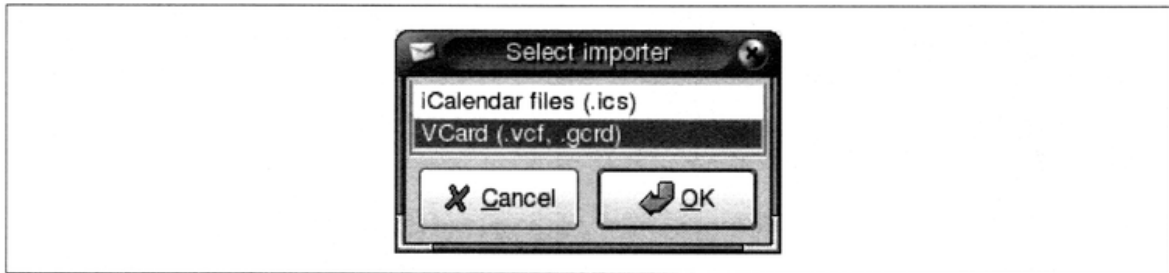 Select importer
iCalendar files (.ics)
VCard (.vcf, .gcrd)
Cancel
OK